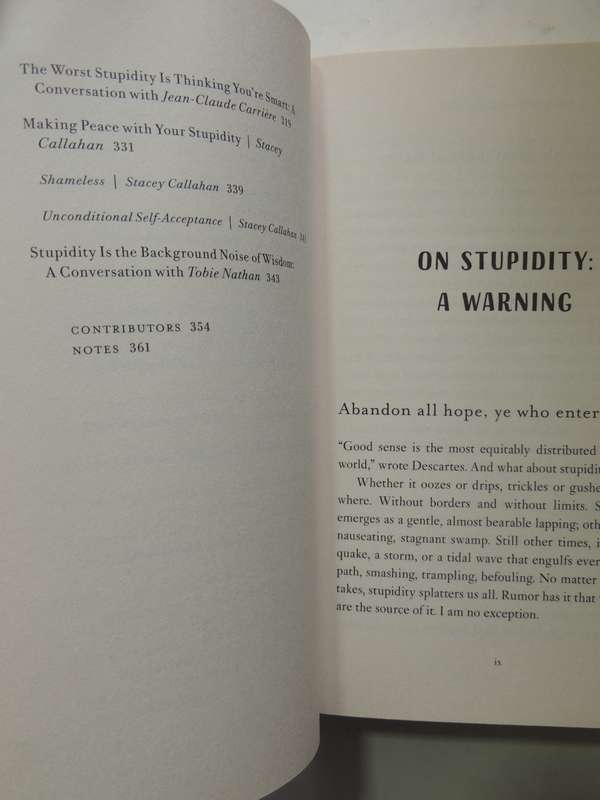 The Worst Stupidity Is Thinking You're Smart: A
Conversation with Jean-Claude Carrière 319
Making Peace with Your Stupidity | Stacey
Callahan 331
Shameless | Stacey Callahan 339
Unconditional Self-Acceptance | Stacey Callahan
Stupidity Is the Background Noise of Wisdom:
A Conversation with Tobie Nathan 343
CONTRIBUTORS 354
NOTES 361
ON STUPIDITY:
A WARNING
Abandon all hope, ye who enter
“Good sense is the most equitably distributed
world,” wrote Descartes. And what about stupidi
Whether it oozes or drips, trickles or gushe
where. Without borders and without limits. S
emerges as a gentle, almost bearable lapping; oth
nauseating, stagnant swamp. Still other times, i
quake, a storm, or a tidal wave that engulfs ever
path, smashing, trampling, befouling. No matter
takes, stupidity splatters us all. Rumor has it that
are the source of it. I am no exception.
ix